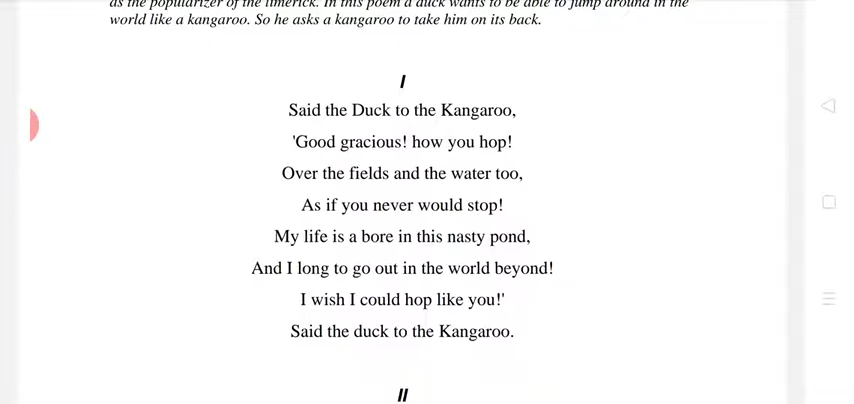 as the popularizer of the limerick. In this poem a duck wants to be able to jump around in the
world like a kangaroo. So he asks a kangaroo to take him on its back.
I
Said the Duck to the Kangaroo,
'Good gracious! how you hop!
Over the fields and the water too,
As if you never would stop!
My life is a bore in this nasty pond,
And I long to go out in the world beyond!
I wish I could hop like you!'
Said the duck to the Kangaroo.
II